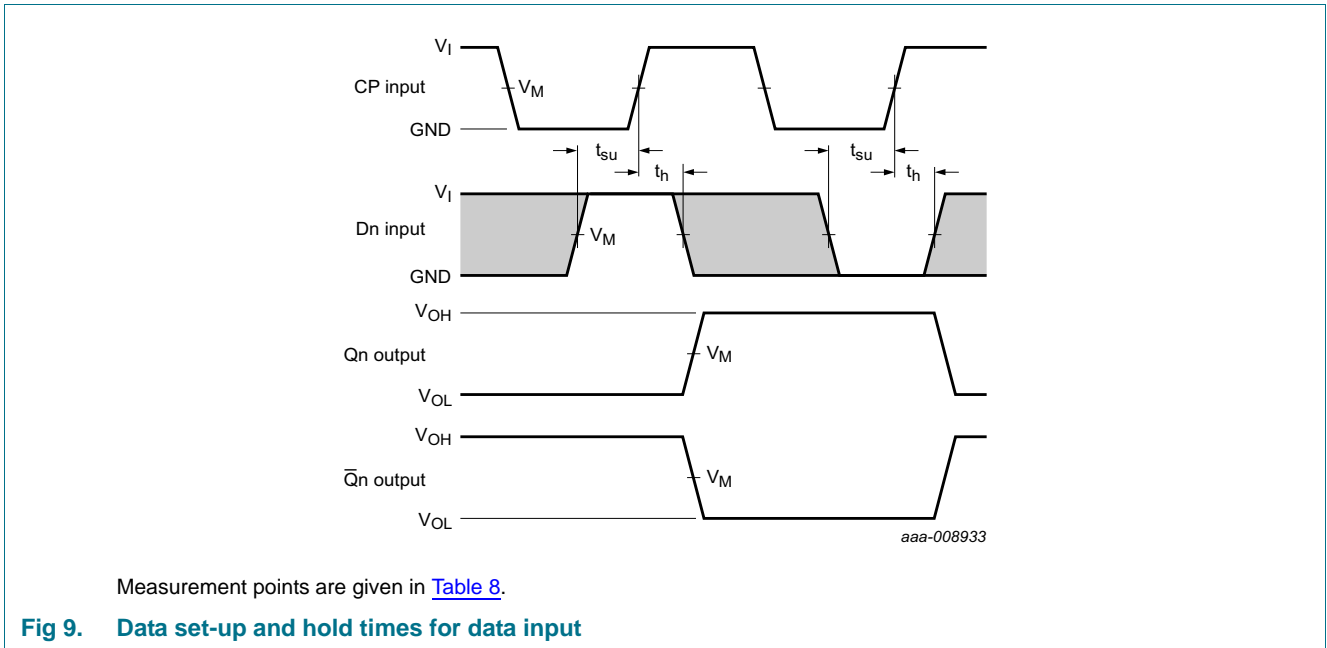 V_I
CP input
V_M
GND
t_su
t_su
t_h
t_h
V_I
Dn input
V_M
GND
V_OH
Qn output
V_M
V_OL
V_OH
Q̅n output
V_M
V_OL
aaa-008933
Measurement points are given in Table 8.
Fig 9. Data set-up and hold times for data input